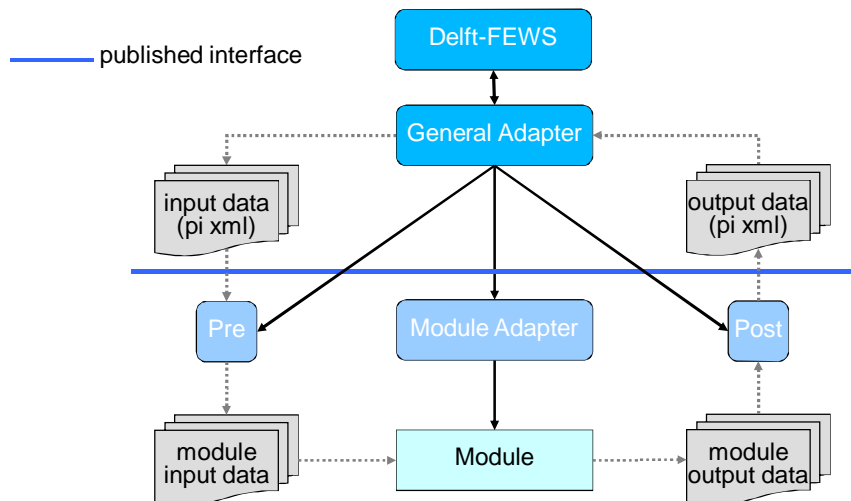 Delft-FEWS
published interface
General Adapter
input data
(pi xml)
output data
(pi xml)
Pre
Module Adapter
Post
module
input data
Module
module
output data